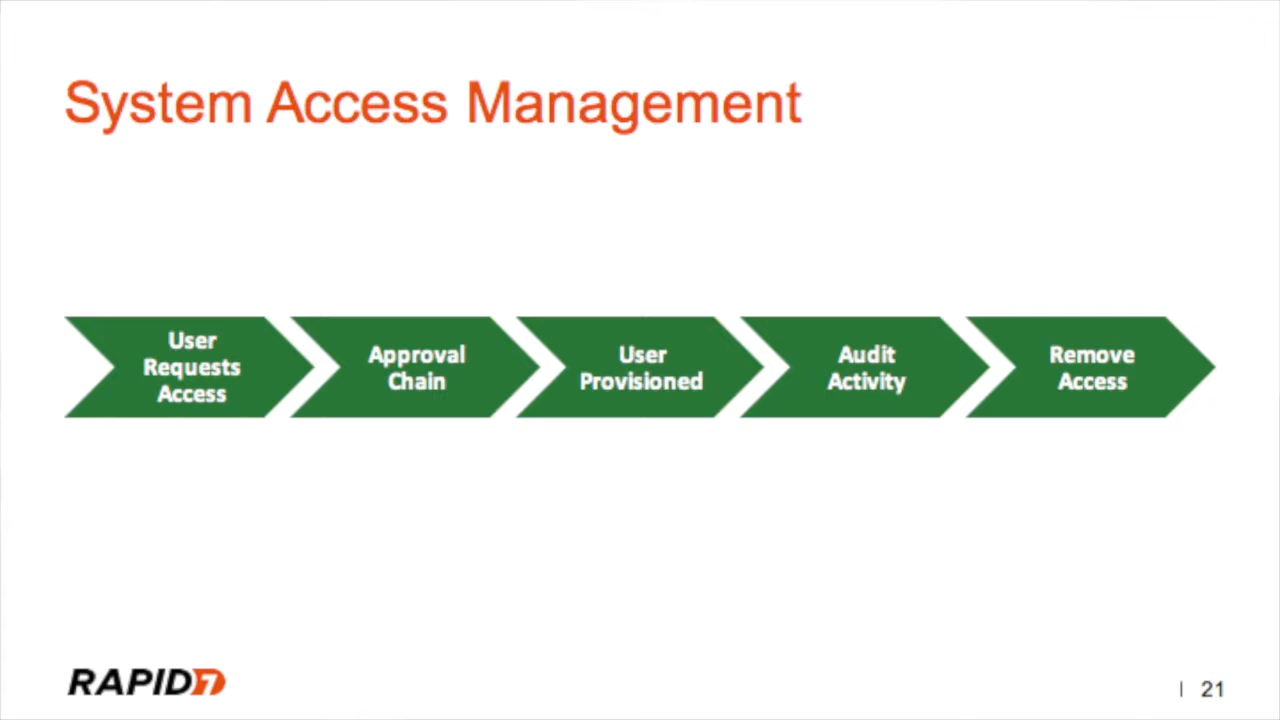 System Access Management
User
Requests
Access
Approval
Chain
User
Provisioned
Audit
Activity
Remove
Access
RAPID7
| 21